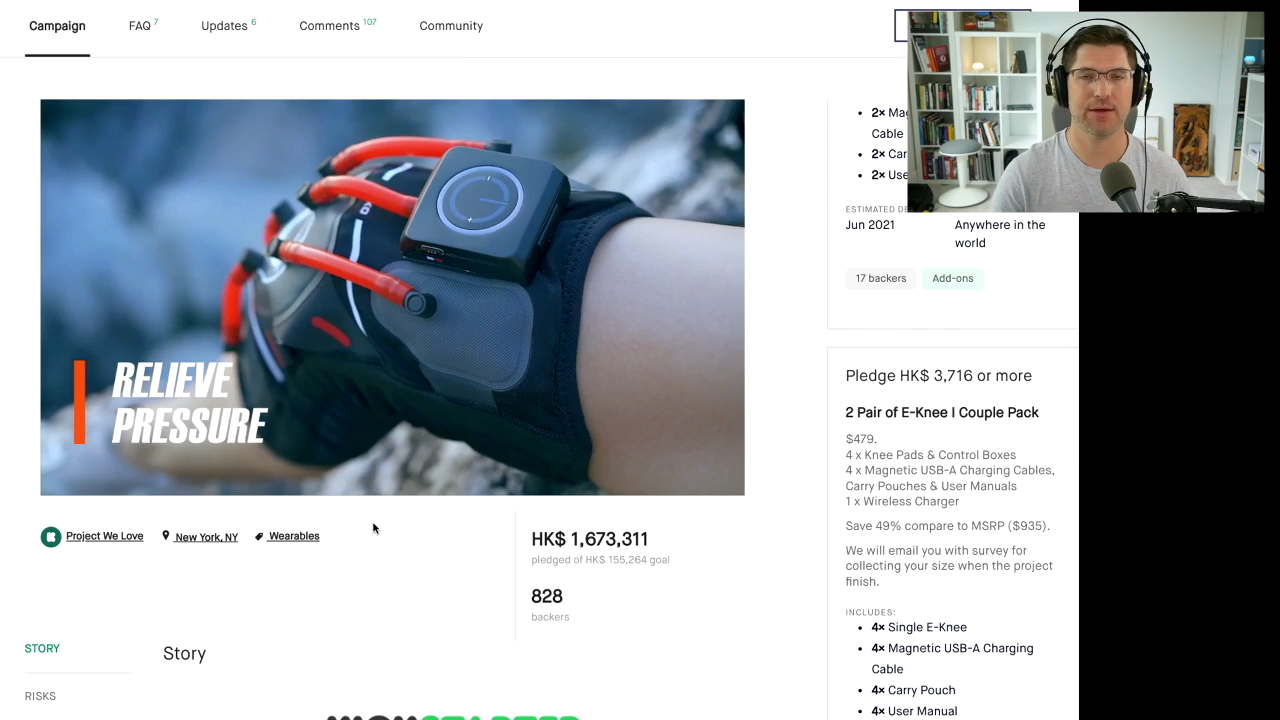 Campaign FAQ 7 Updates 6 Comments 107 Community
2× 
Cable
2× 
2× 
ESTIMATED
Jun 2021 Anywhere in the
world
17 backers Add-ons
RELIEVE
PRESSURE
Pledge HK$ 3,716 or more
2 Pair of E-Knee I Couple Pack
$479.
4 x Knee Pads & Control Boxes
4 x Magnetic USB-A Charging Cables,
Carry Pouches & User Manuals
1 x Wireless Charger
Save 49% compare to MSRP ($935).
We will email you with survey for
collecting your size when the project
finish.
INCLUDES:
4× Single E-Knee
4× Magnetic USB-A Charging
Cable
4× Carry Pouch
4× User Manual
Project We Love New York, NY Wearables
HK$ 1,673,311
pledged of HK$ 155,264 goal
828
backers
STORY
Story
RISKS